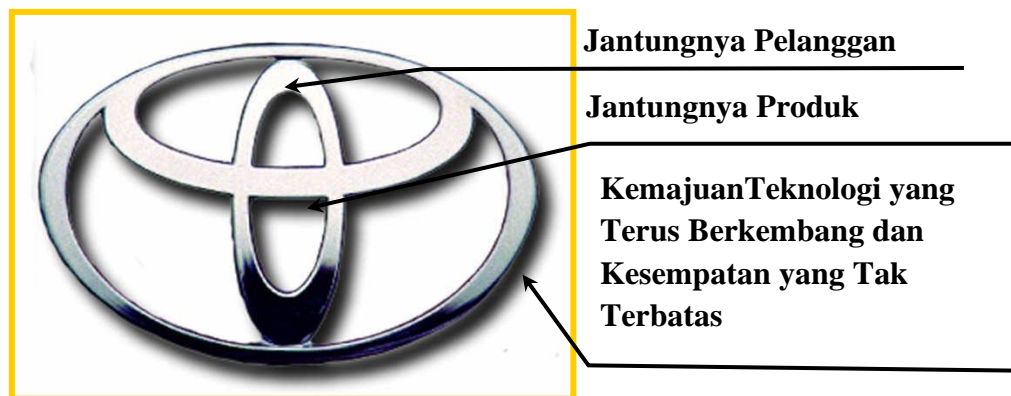 Jantungnya Pelanggan
Jantungnya Produk
KemajuanTeknologi yang
Terus Berkembang dan
Kesempatan yang Tak
Terbatas